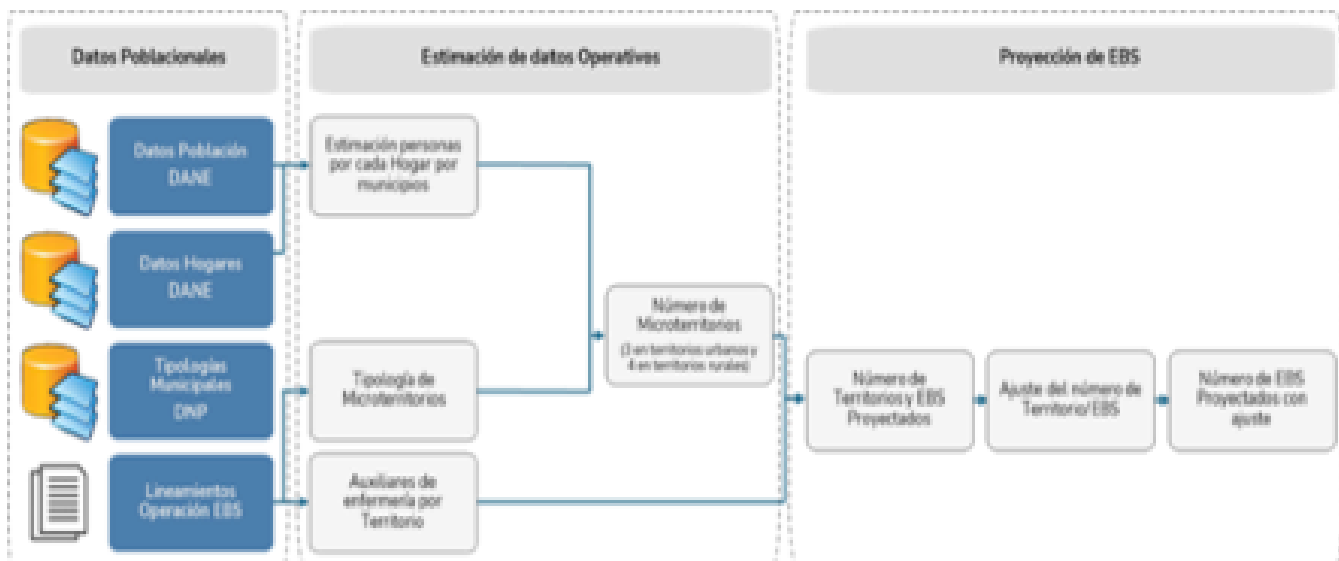 Datos Poblacionales
Estimación de datos Operativos
Proyección de EBS
Datos Población
DANE
Datos Hogares
DANE
Tipologías
Municipales
DNP
Lineamientos
Operación EBS
Estimación personas
por cada Hogar por
municipios
Tipología de
Microterritorios
Auxiliares de
enfermería por
Territorio
Número de
Microterritorios
en territorios urbanos y
4 en territorios rurales)
Número de
Territorios y EBS
Proyectados
Ajuste del número de
Territorio/EBS
Número de EBS
Proyectados con
ajuste